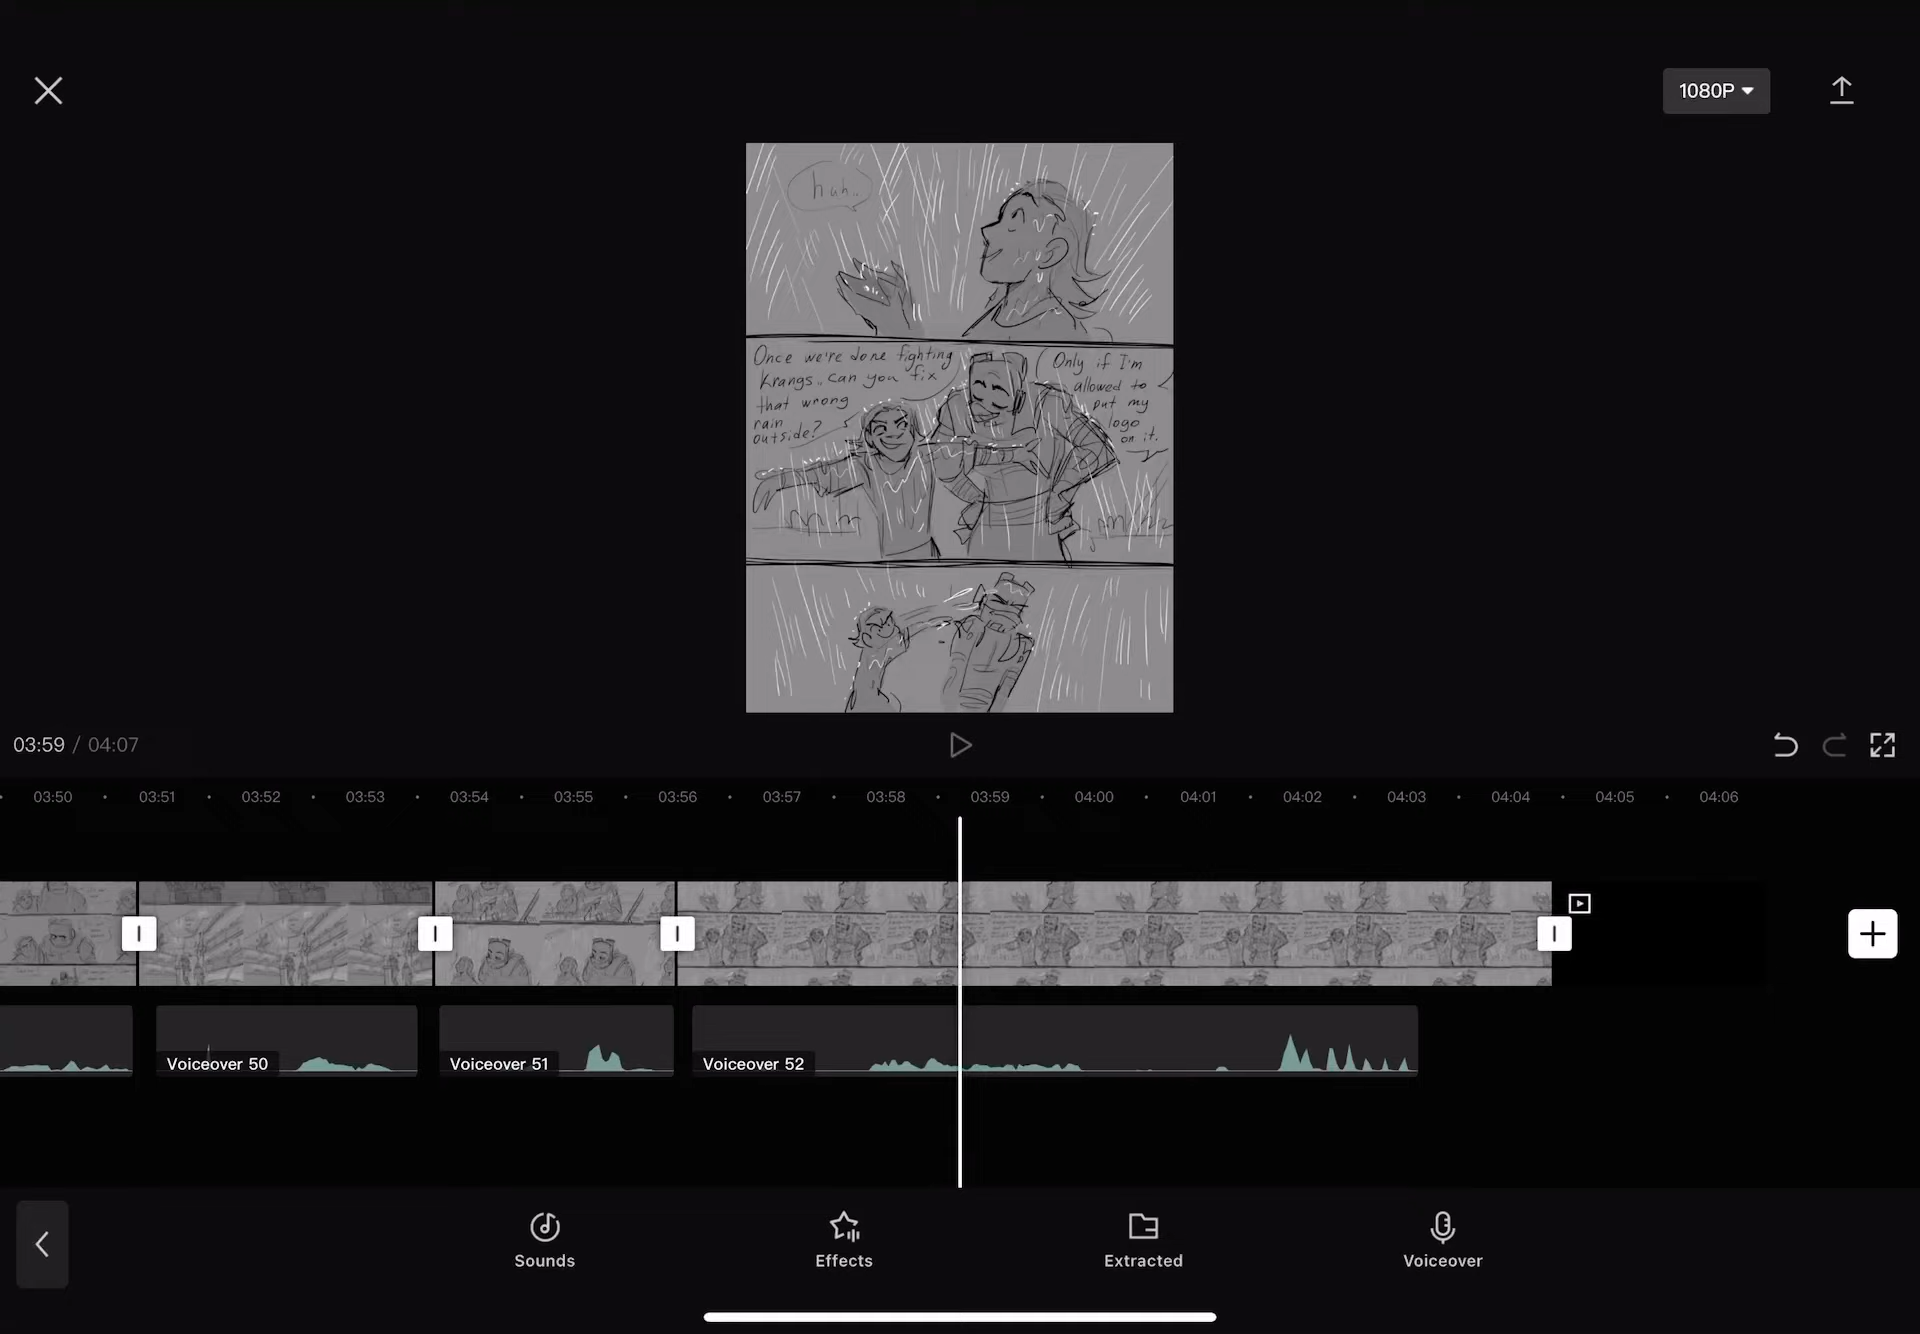 1080P
huh..
Once we're done fighting
Krangs.. can you fix
that wrong
rain
outside?
Only if I'm
allowed to
put my
logo
on it.
03:59 / 04:07
03:50 03:51 03:52 03:53 03:54 03:55 03:56 03:57 03:58 03:59 04:00 04:01 04:02 04:03 04:04 04:05 04:06
Voiceover 50 Voiceover 51 Voiceover 52
Sounds Effects Extracted Voiceover